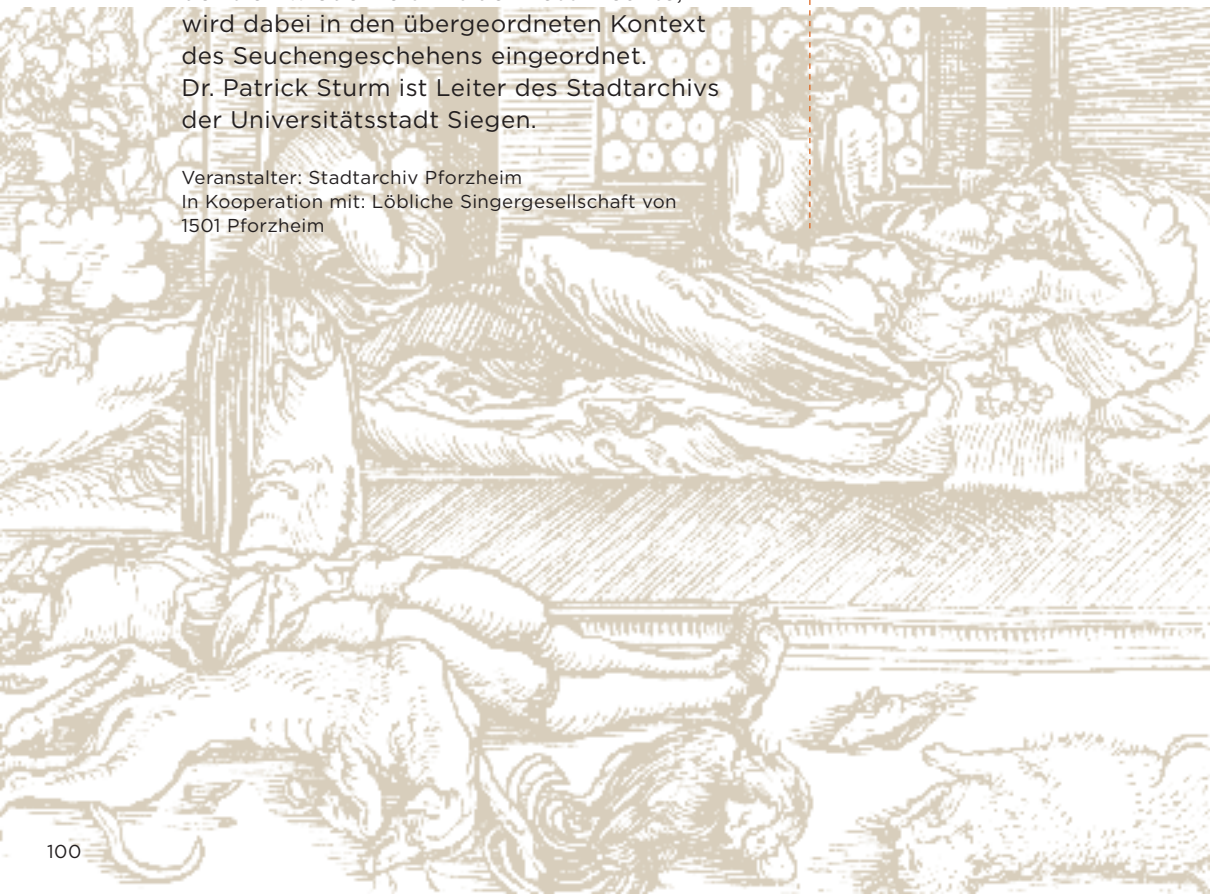 wird dabei in den übergeordneten Kontext
des Seuchengeschehens eingeordnet.
Dr. Patrick Sturm ist Leiter des Stadtarchivs
der Universitätsstadt Siegen.
Veranstalter: Stadtarchiv Pforzheim
In Kooperation mit: Löbliche Singergesellschaft von
1501 Pforzheim
100